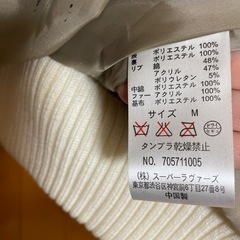 ポリエステル 100%
裏 ポリエステル 100%
リブ 綿 48%
アクリル 47%
ポリウレタン 5%
中綿 ポリエステル 100%
ファー アクリル 100%
基布 ポリエステル 100%
サイズ M
タンブラ乾燥禁止
NO. 705711005
(株) スーパーラヴァーズ
東京都渋谷区神宮前6丁目27番8号
中国製